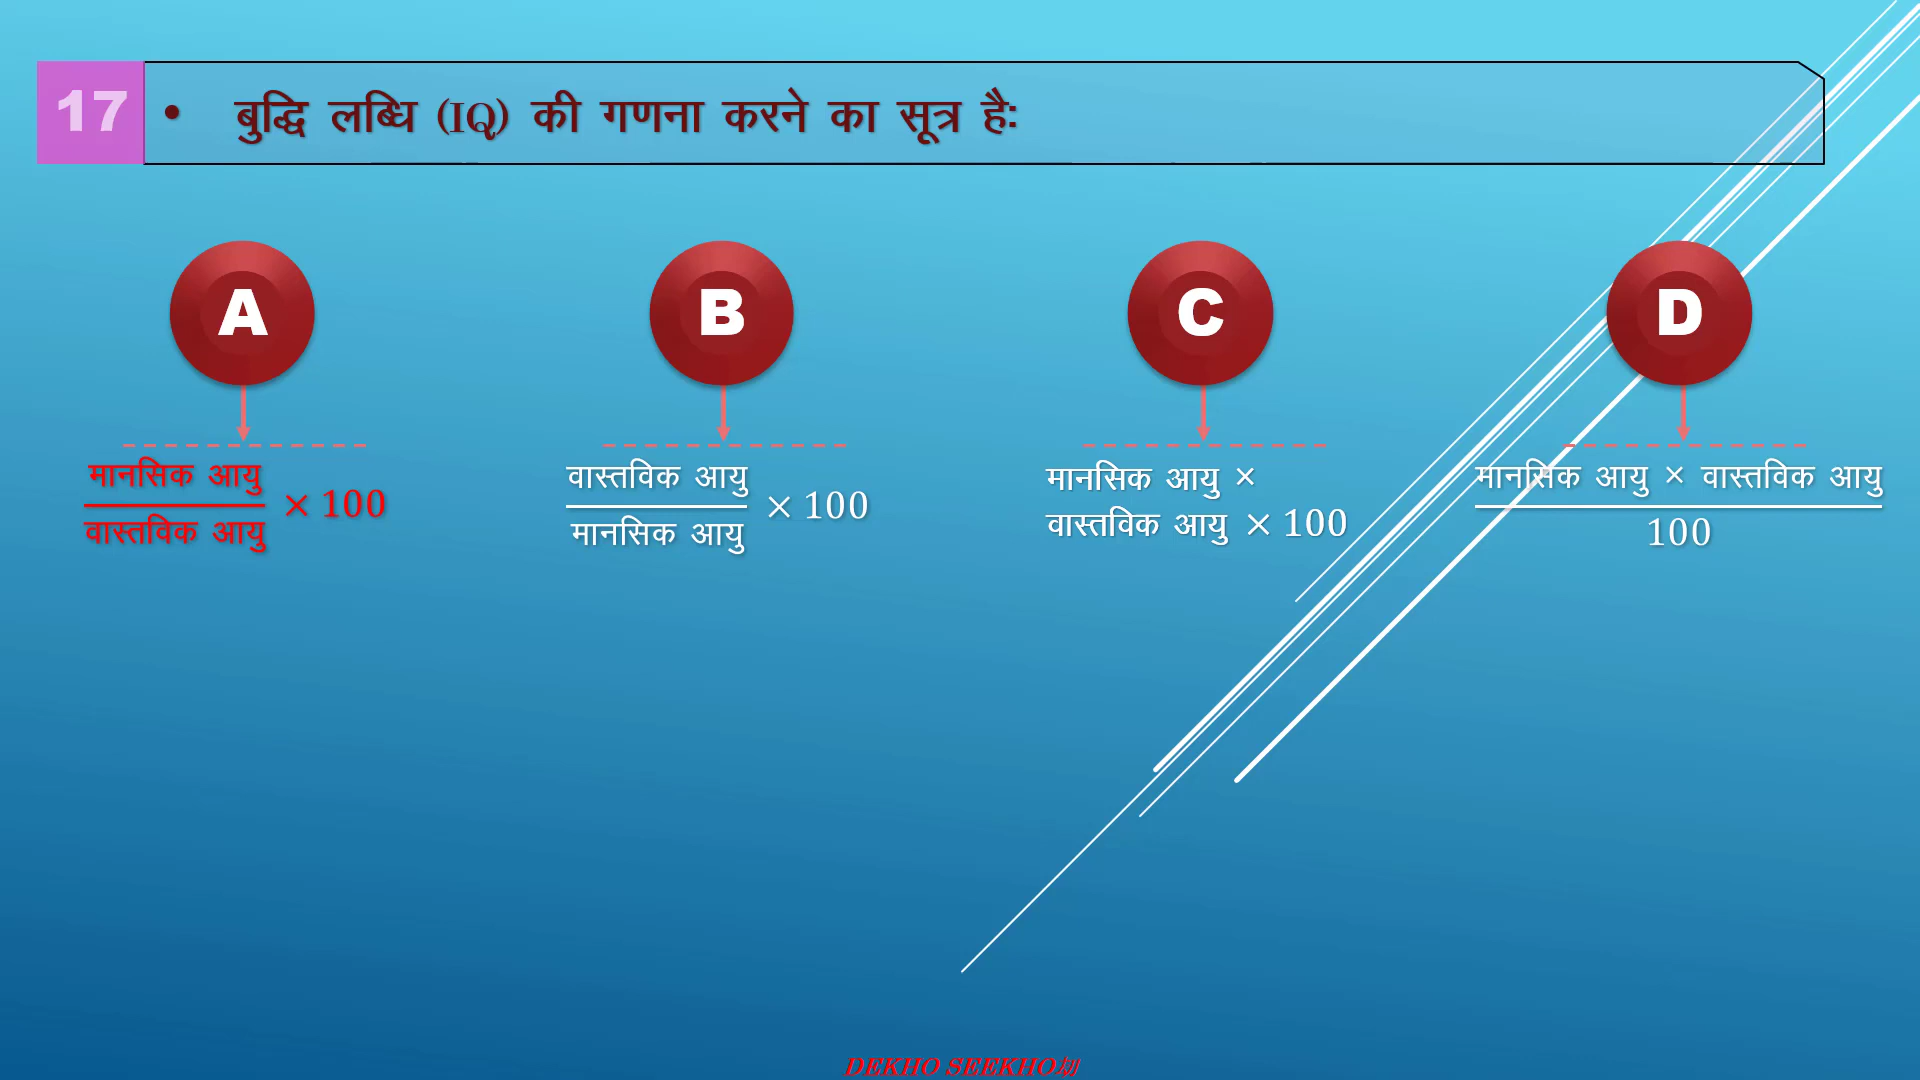 17
• बुद्धि लब्धि (IQ) की गणना करने का सूत्र है:
A
B
C
D
मानसिक आयु
वास्तविक आयु
× 100
वास्तविक आयु
मानसिक आयु
× 100
मानसिक आयु ×
वास्तविक आयु × 100
मानसिक आयु × वास्तविक आयु
100
DEKHO SEEKHO